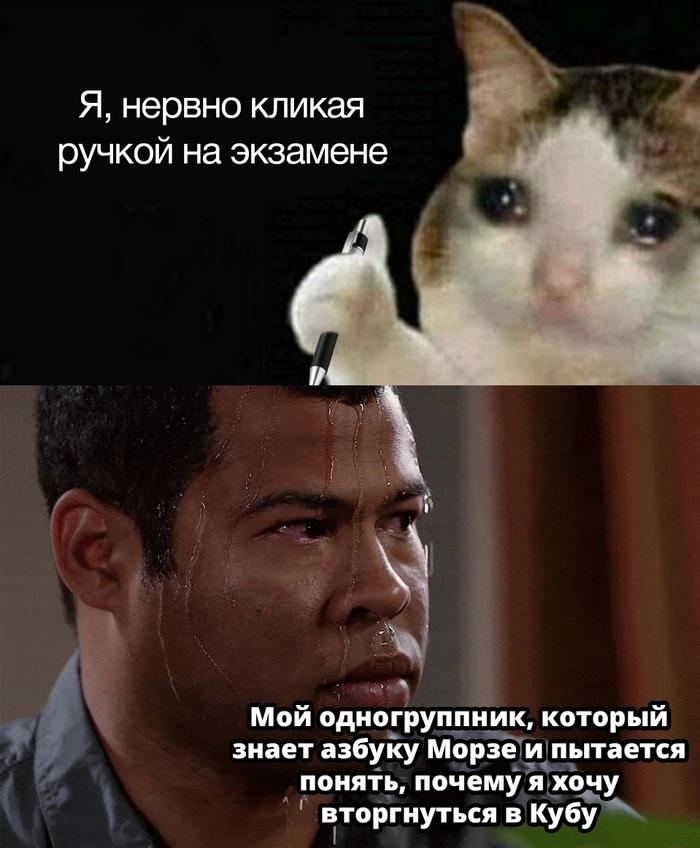 Я, нервно кликая
ручкой на экзамене
Мой одногруппник, который
знает азбуку Морзе и пытается
понять, почему я хочу
вторгнуться в Кубу